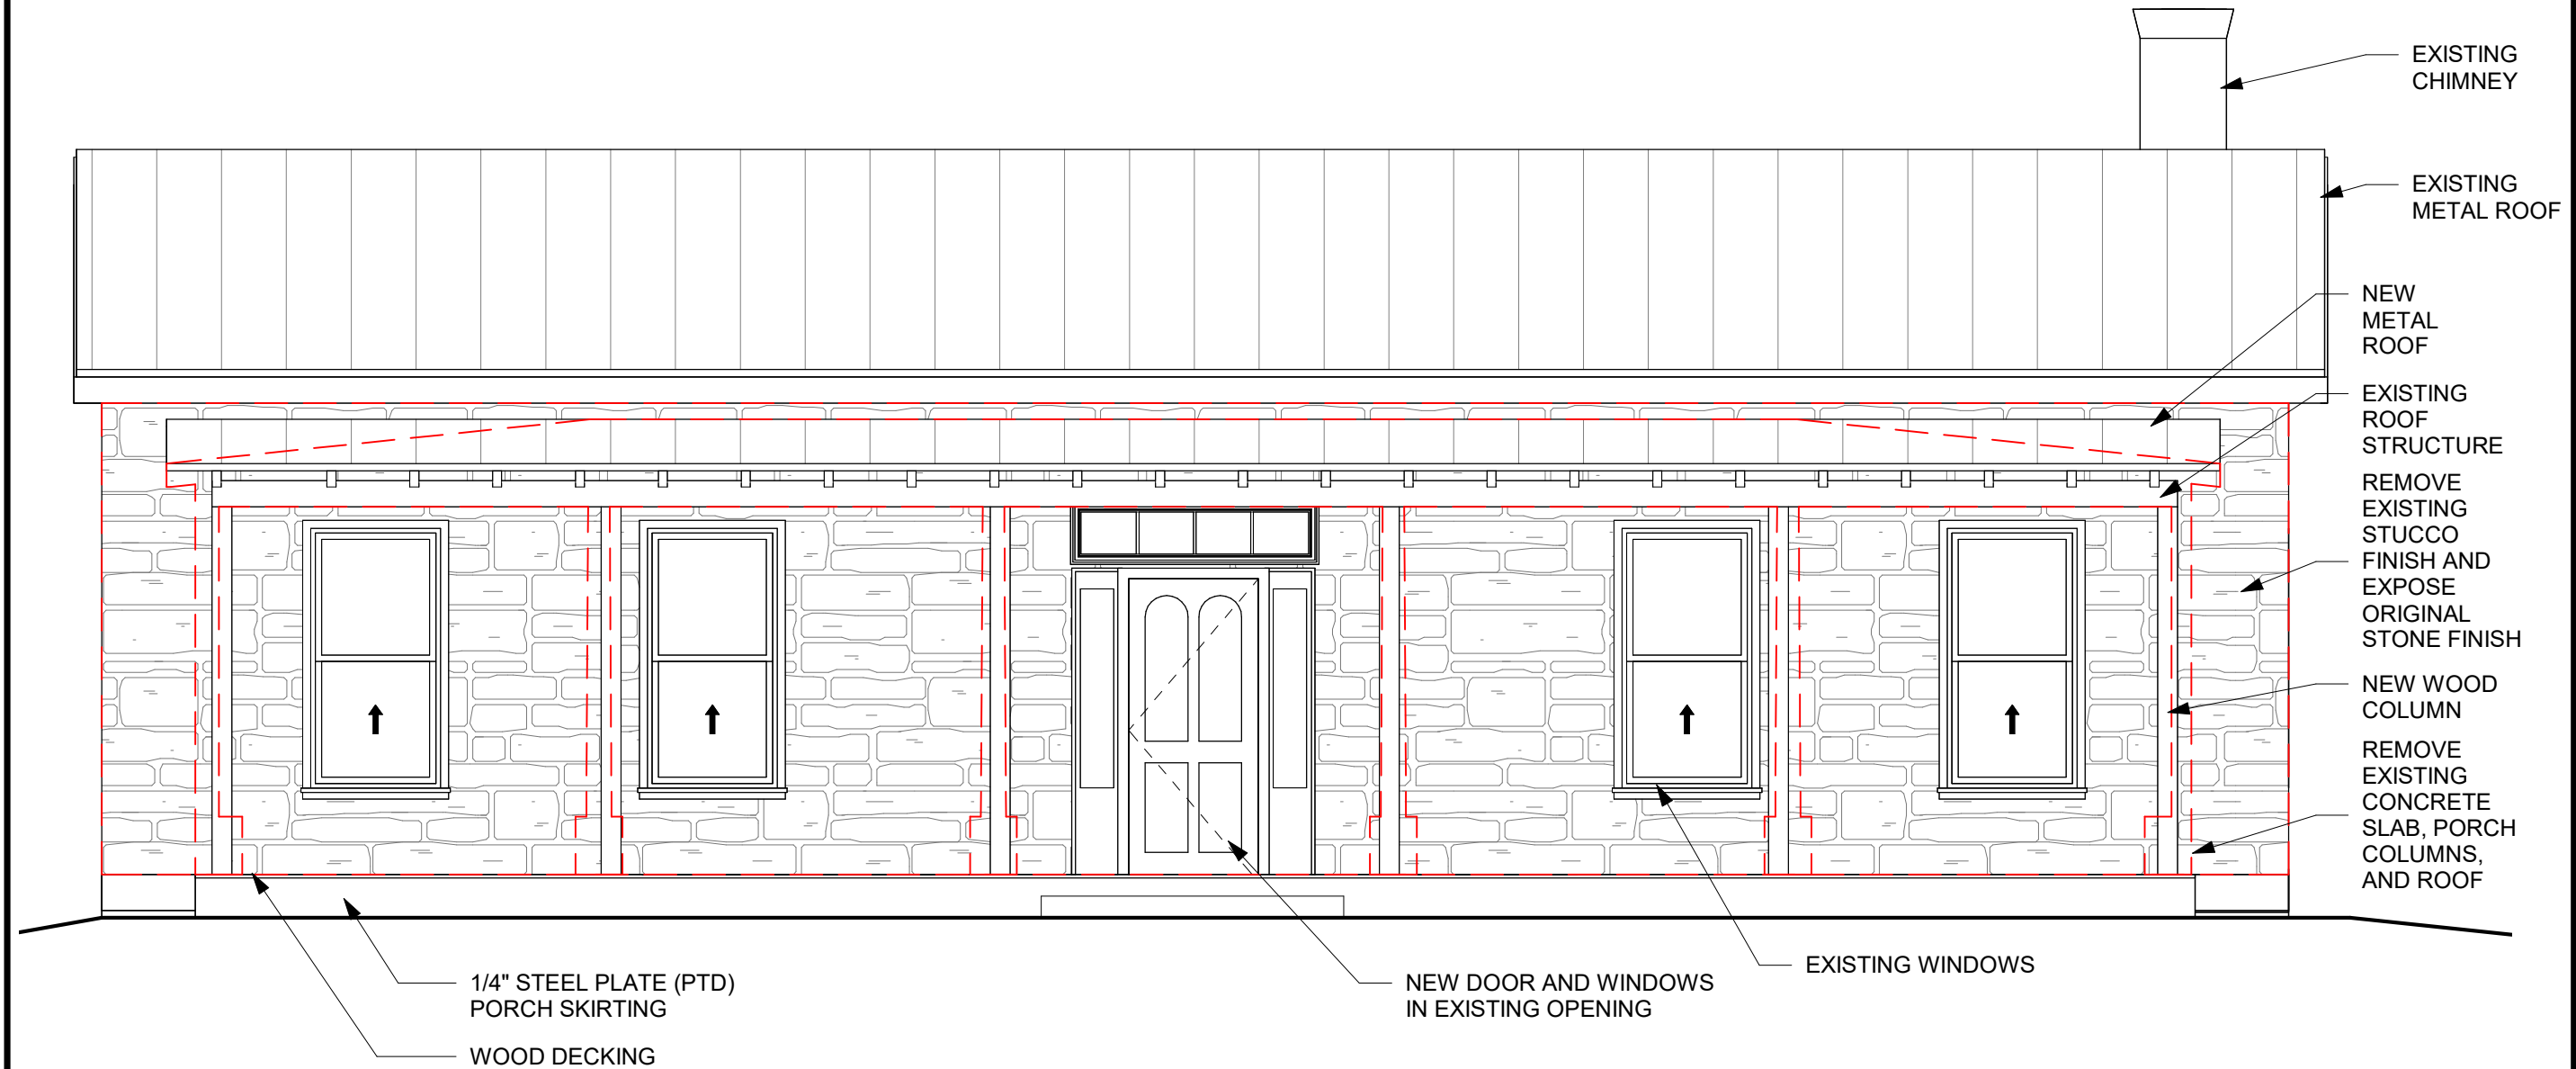 EXISTING
CHIMNEY
EXISTING
METAL ROOF
NEW
METAL
ROOF
EXISTING
ROOF
STRUCTURE
REMOVE
EXISTING
STUCCO
FINISH AND
EXPOSE
ORIGINAL
STONE FINISH
NEW WOOD
COLUMN
REMOVE
EXISTING
CONCRETE
SLAB, PORCH
COLUMNS,
AND ROOF
EXISTING WINDOWS
NEW DOOR AND WINDOWS
IN EXISTING OPENING
1/4" STEEL PLATE (PTD)
PORCH SKIRTING
WOOD DECKING